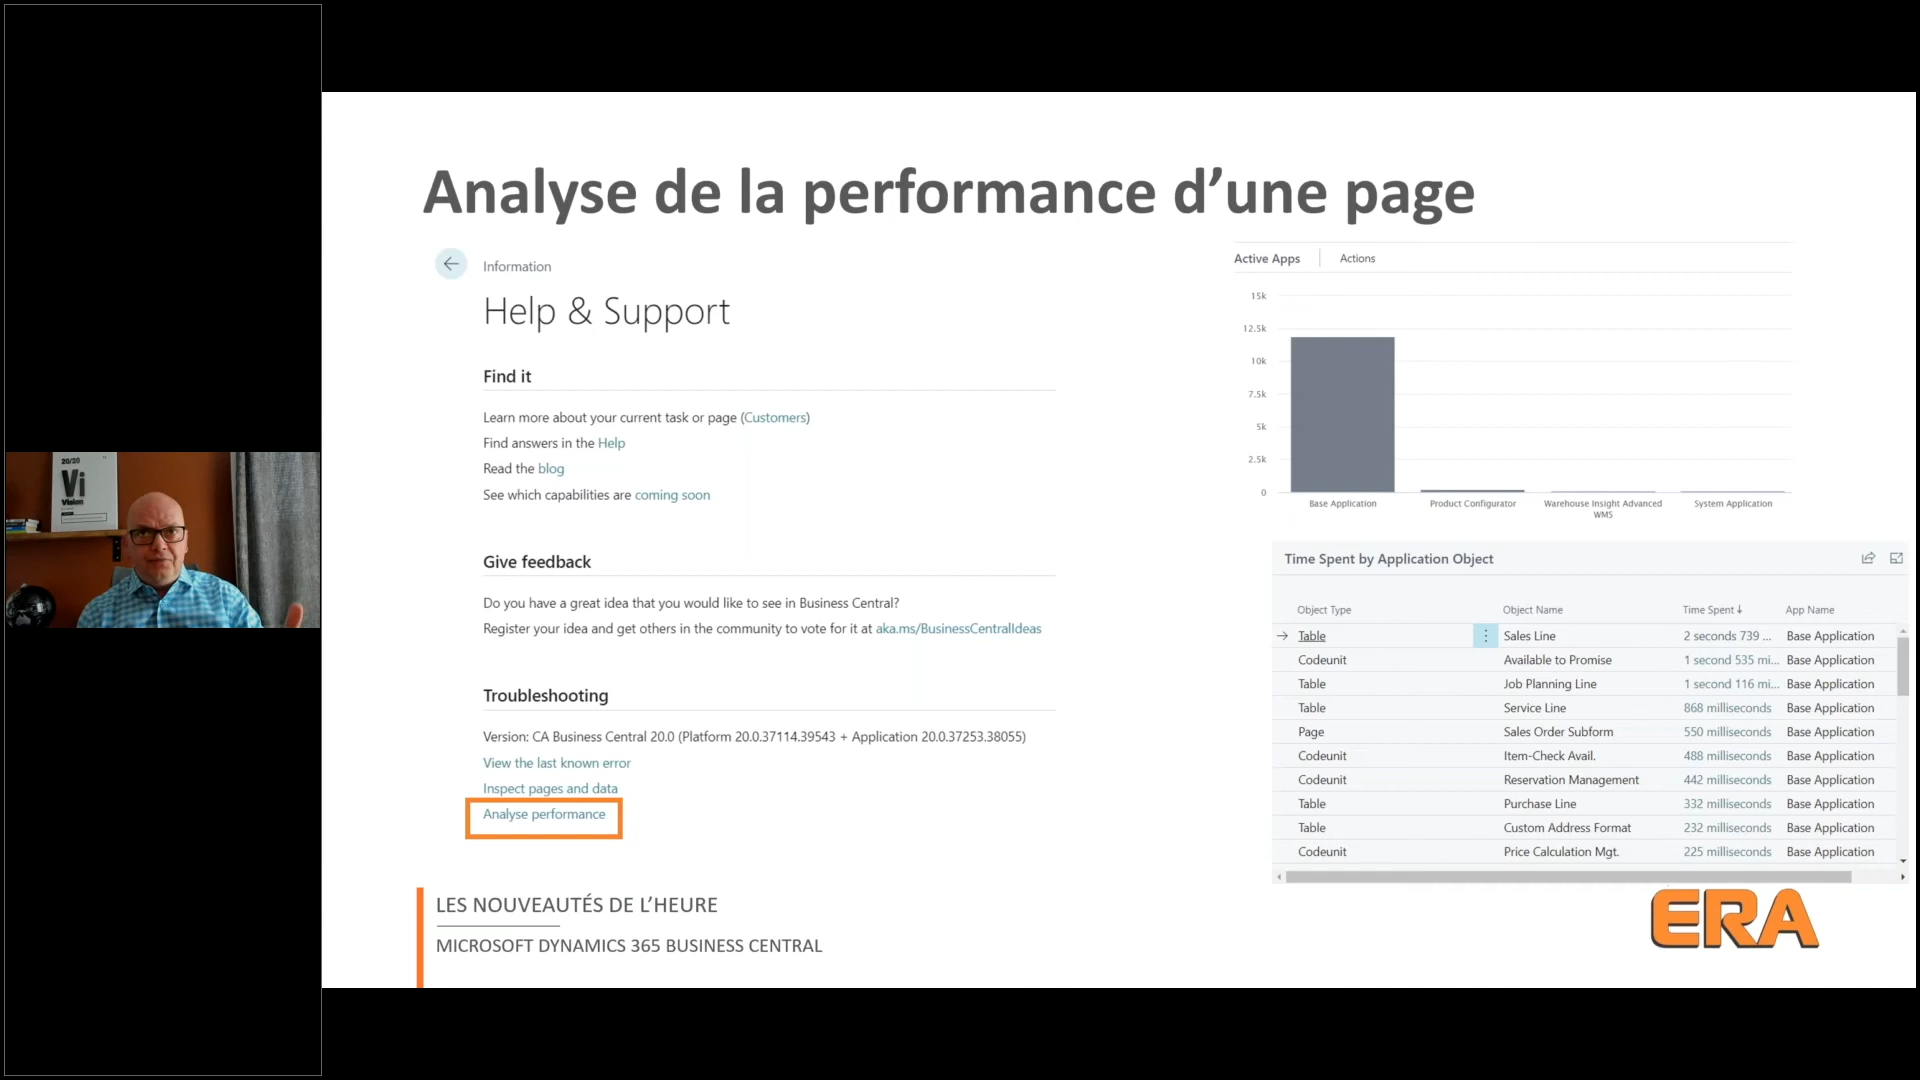 20/20
Vi
Vision
Analyse de la performance d’une page
Information
Help & Support
Find it
Learn more about your current task or page (Customers)
Find answers in the Help
Read the blog
See which capabilities are coming soon
Give feedback
Do you have a great idea that you would like to see in Business Central?
Register your idea and get others in the community to vote for it at aka.ms/BusinessCentralIdeas
Troubleshooting
Version: CA Business Central 20.0 (Platform 20.0.37114.39543 + Application 20.0.37253.38055)
View the last known error
Inspect pages and data
Analyse performance
Active Apps Actions
15k
12.5k
10k
7.5k
5k
2.5k
0
Base Application Product Configurator Warehouse Insight Advanced System Application
WMS
Time Spent by Application Object
Object Type Object Name Time Spent↓ App Name
Table Sales Line 2 seconds 739 ... Base Application
Codeunit Available to Promise 1 second 535 mi... Base Application
Table Job Planning Line 1 second 116 mi... Base Application
Table Service Line 868 milliseconds Base Application
Page Sales Order Subform 550 milliseconds Base Application
Codeunit Item-Check Avail. 488 milliseconds Base Application
Codeunit Reservation Management 442 milliseconds Base Application
Table Purchase Line 332 milliseconds Base Application
Table Custom Address Format 232 milliseconds Base Application
Codeunit Price Calculation Mgt. 225 milliseconds Base Application
LES NOUVEAUTÉS DE L’HEURE
MICROSOFT DYNAMICS 365 BUSINESS CENTRAL
ERA